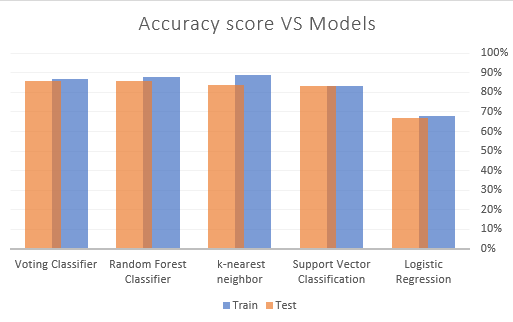 Accuracy score VS Models
100%
90%
80%
70%
60%
50%
40%
30%
20%
10%
0%
Voting Classifier
Random Forest
Classifier
k-nearest
neighbor
Support Vector
Classification
Logistic
Regression
Train
Test